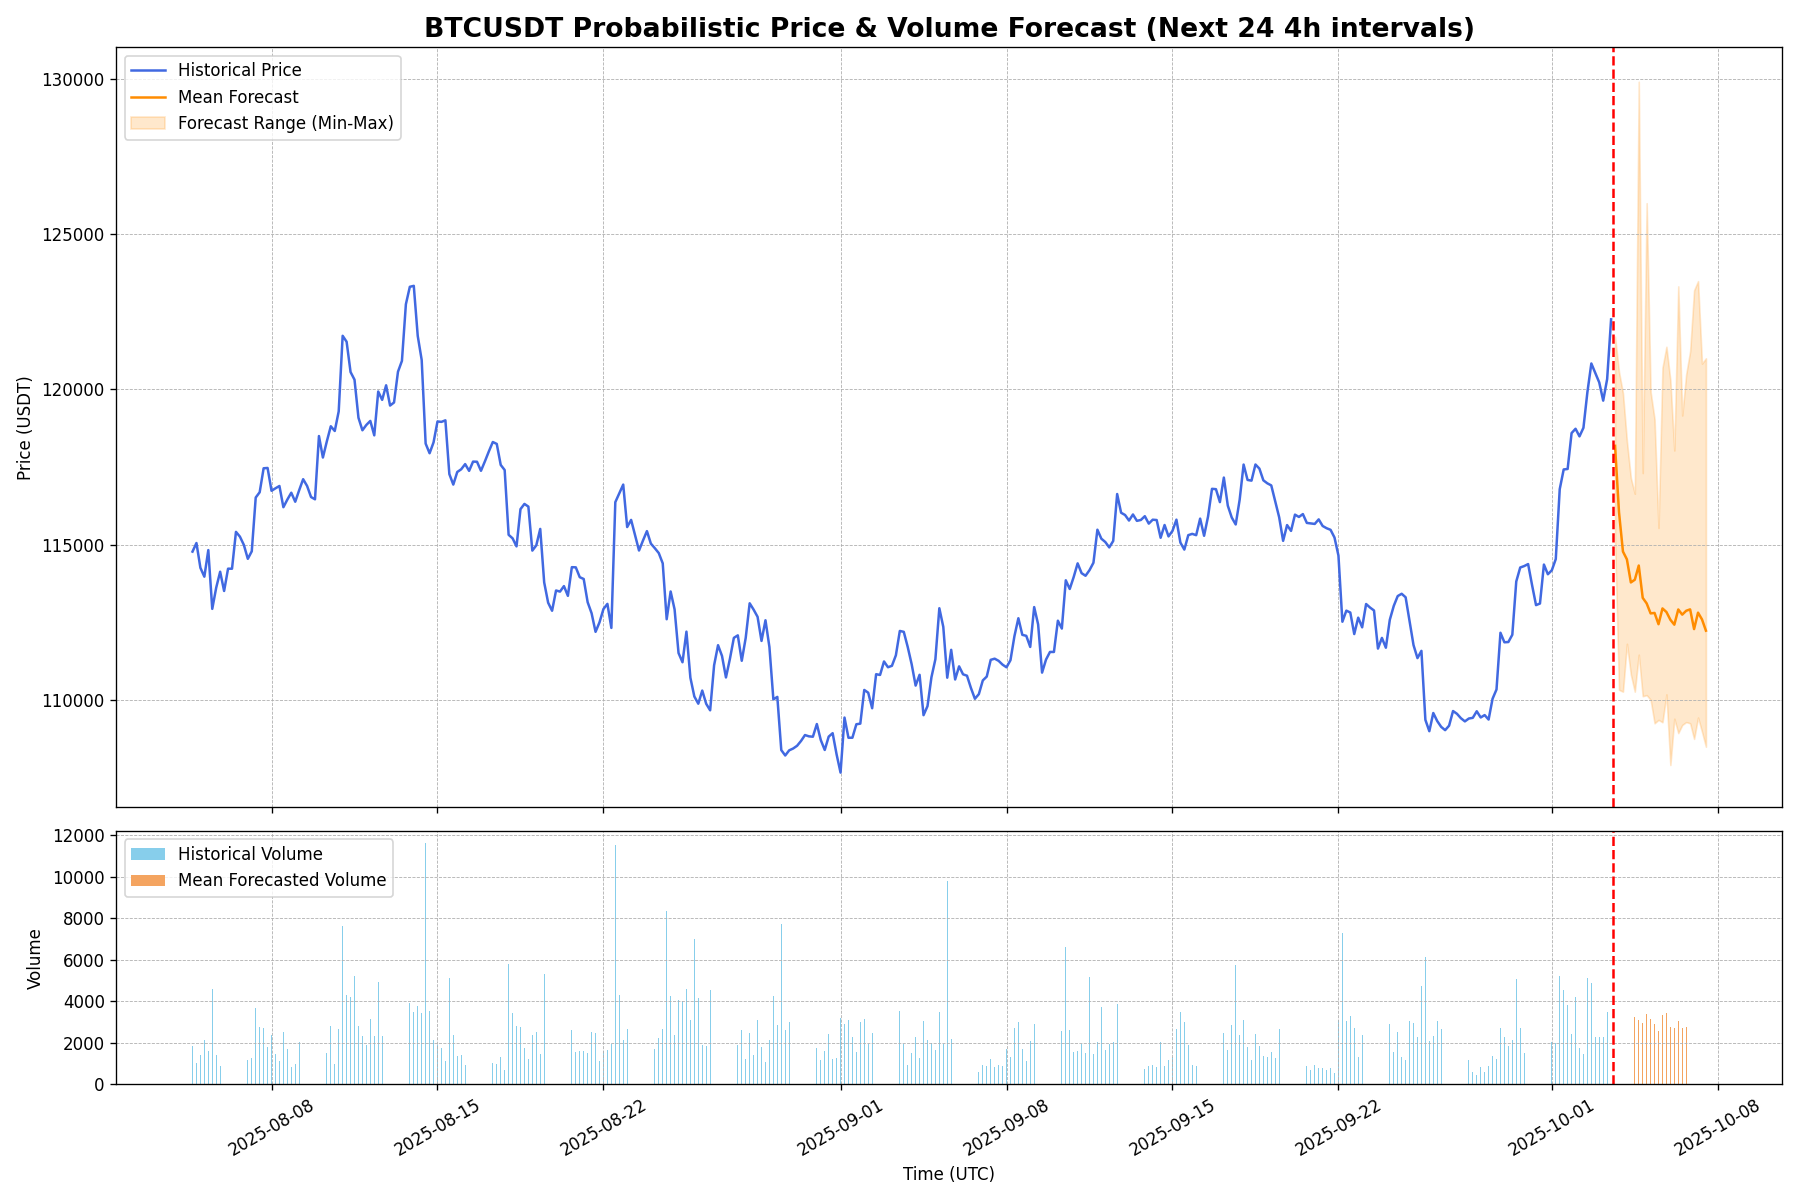 BTCUSDT Probabilistic Price & Volume Forecast (Next 24 4h intervals)
Historical Price
Mean Forecast
Forecast Range (Min-Max)
Price (USDT)
130000
125000
120000
115000
110000
Historical Volume
Mean Forecasted Volume
Volume
12000
10000
8000
6000
4000
2000
0
2025-08-08
2025-08-15
2025-08-22
2025-09-01
2025-09-08
2025-09-15
2025-09-22
2025-10-01
2025-10-08
Time (UTC)